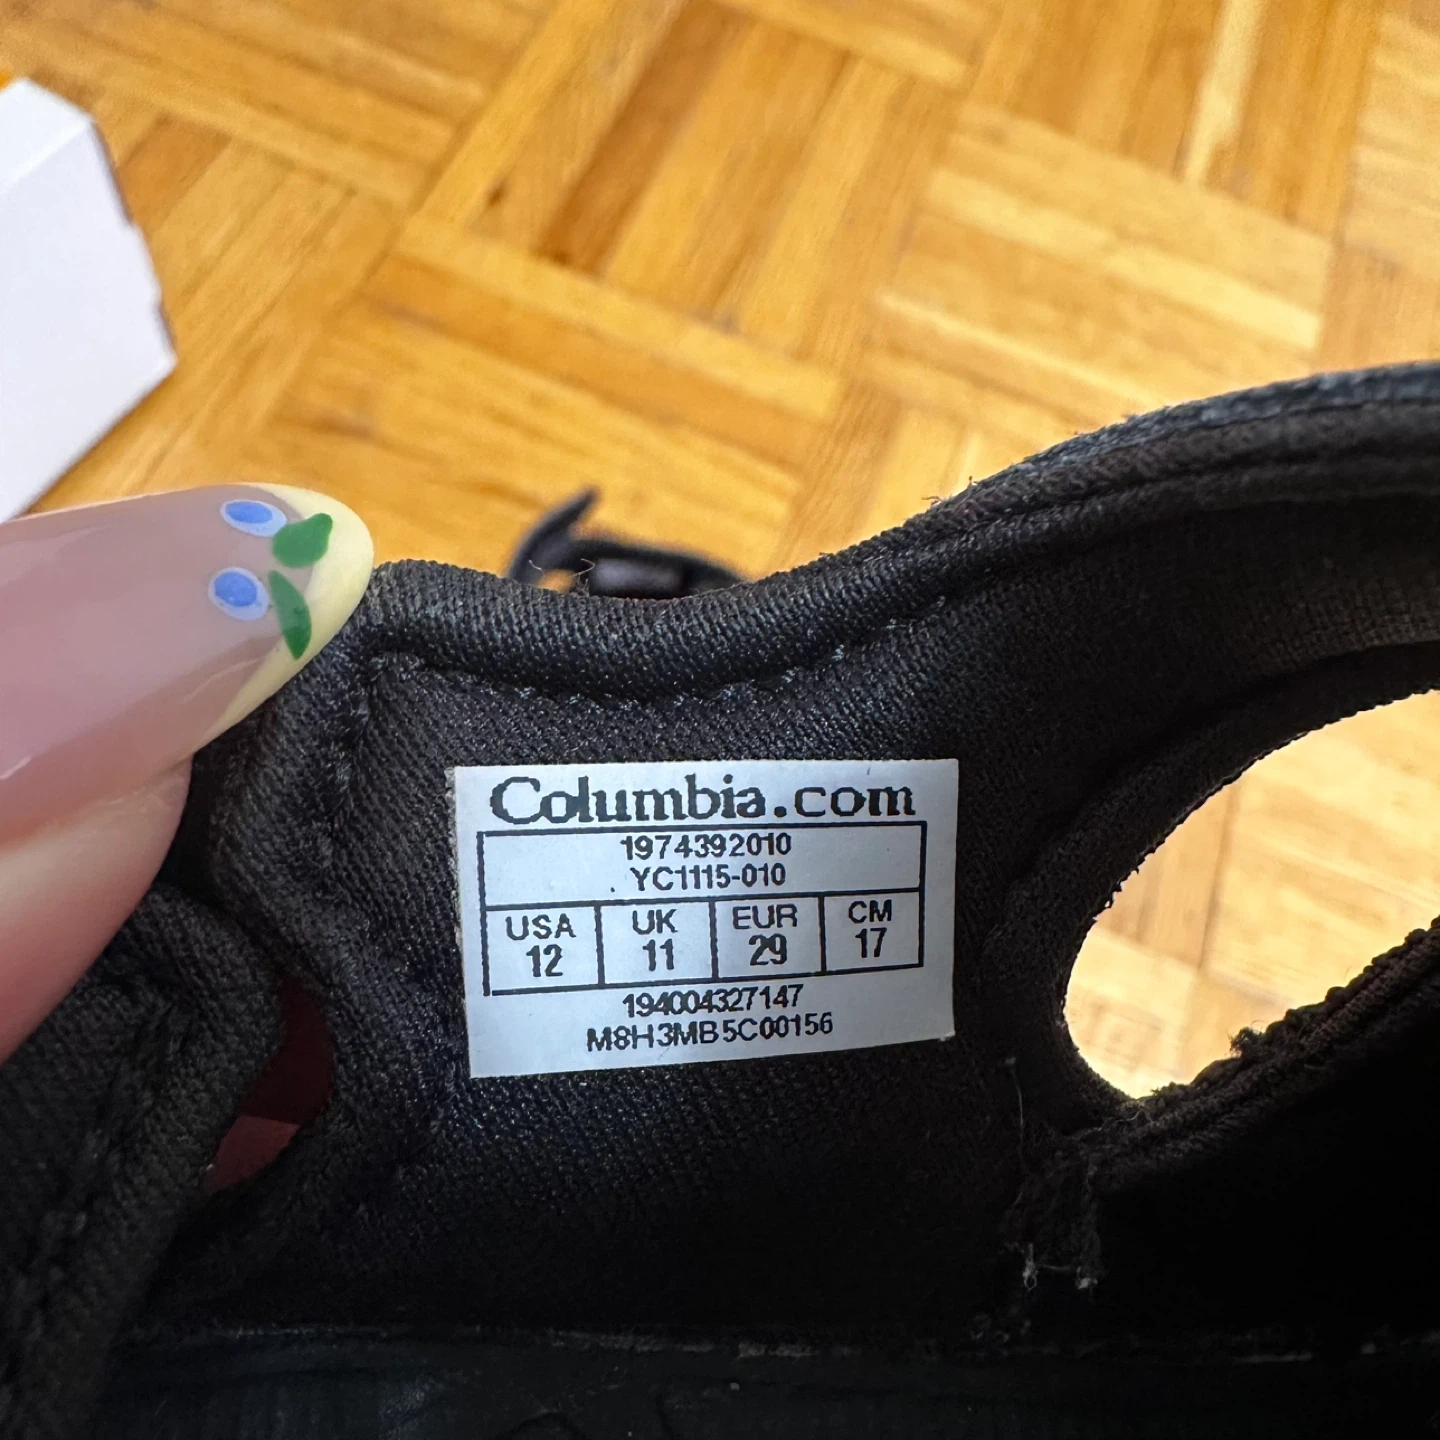 Columbia.com
1974392010
YC1115-010
USA UK EUR CM
12 11 29 17
194004327147
M8H3MB5C00156